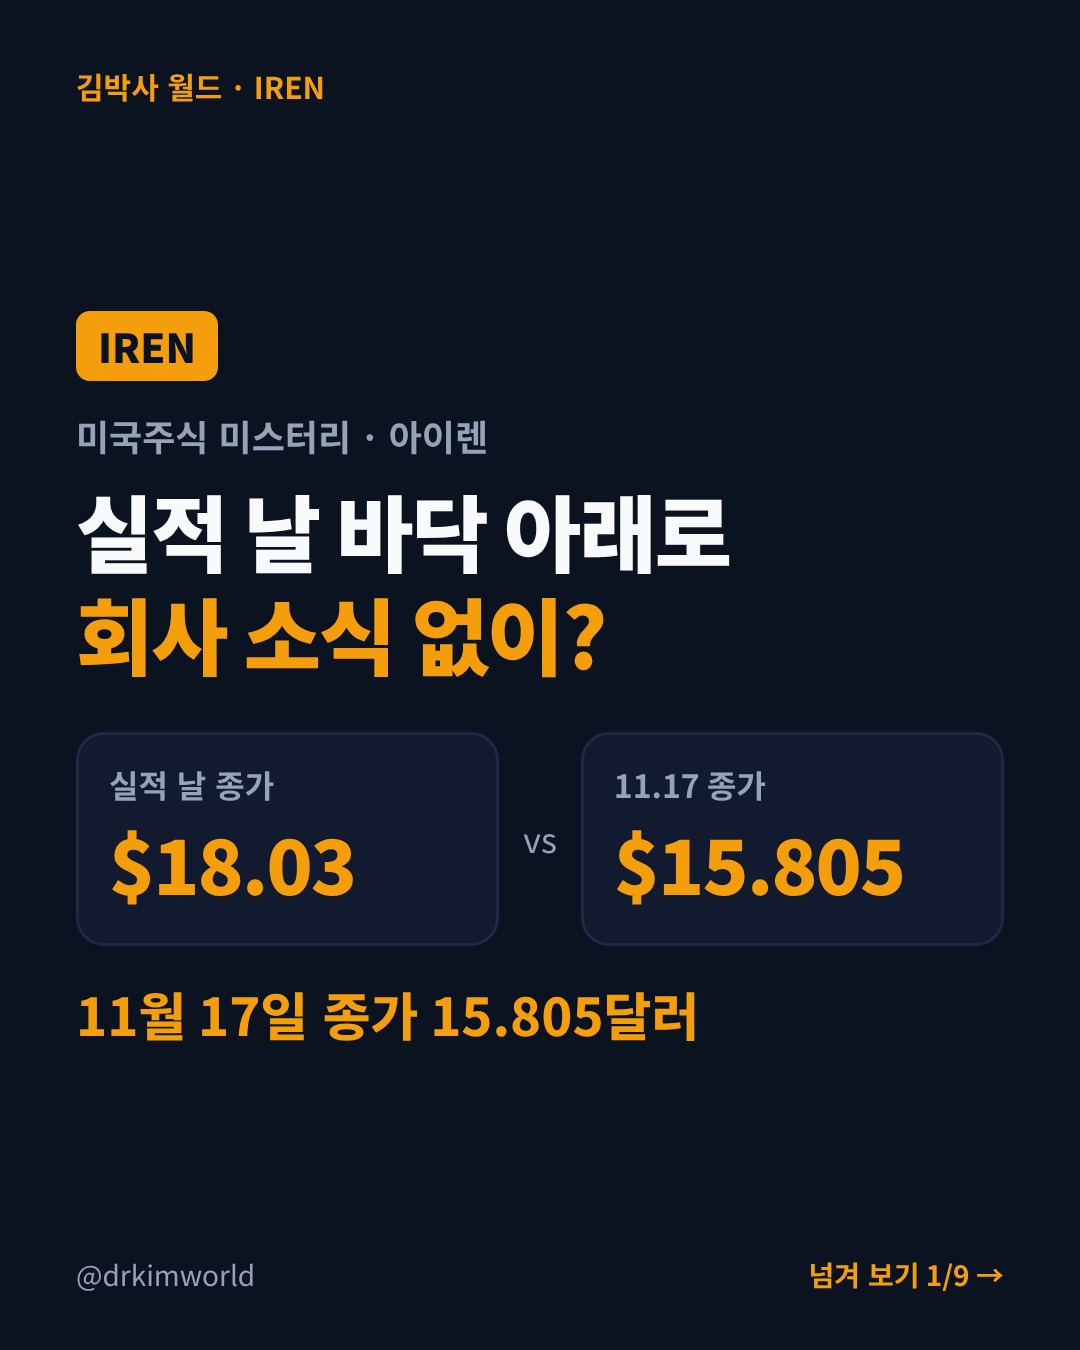 김박사 월드 · IREN
IREN
미국주식 미스터리 · 아이렌
실적 날 바닥 아래로
회사 소식 없이?
실적 날 종가
$18.03
vs
11.17 종가
$15.805
11월 17일 종가 15.805달러
@drkimworld
넘겨 보기 1/9 →